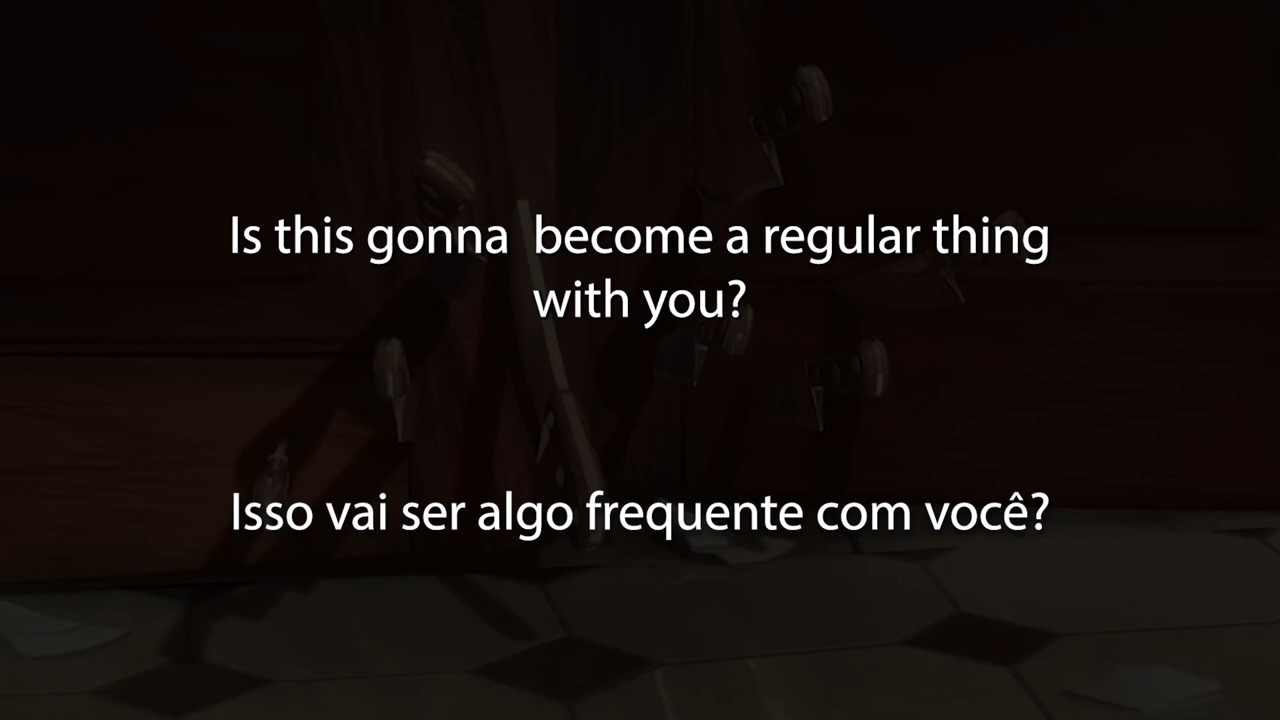 Is this gonna  become a regular thing
with you?
Isso vai ser algo frequente com você?